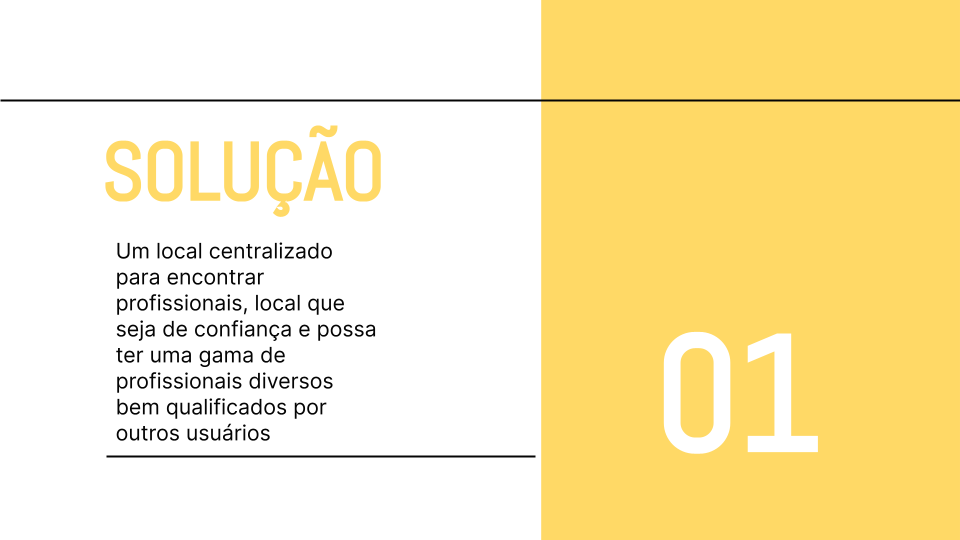 SOLUÇÃO
Um local centralizado
para encontrar
profissionais, local que
seja de confiança e possa
ter uma gama de
profissionais diversos
bem qualificados por
outros usuários
01